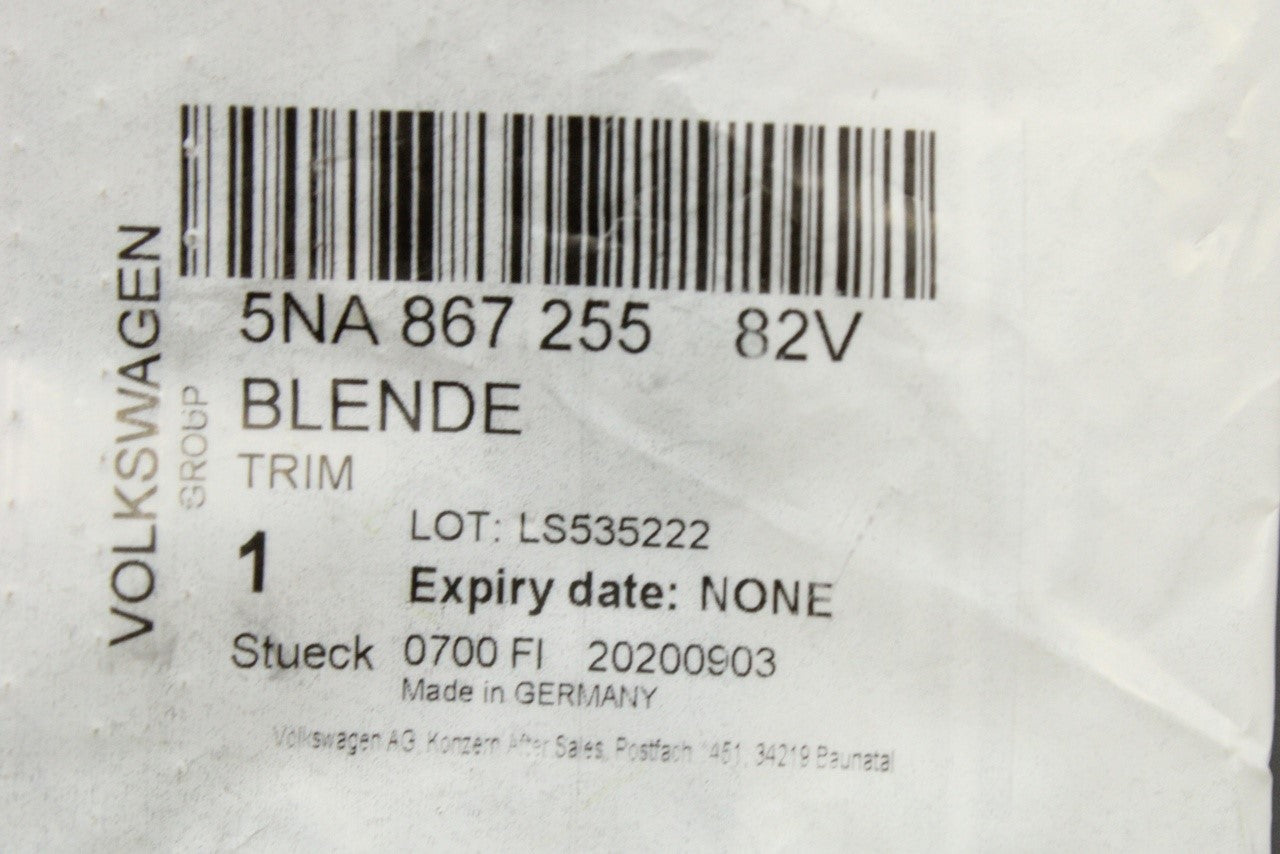 VOLKSWAGEN
GROUP
5NA 867 255 82V
BLENDE
TRIM
LOT: LS535222
1
Expiry date: NONE
Stueck 0700 FI 20200903
Made in GERMANY
Volkswagen AG, Konzern After Sales, Postfach 1451, 34219 Baunatal